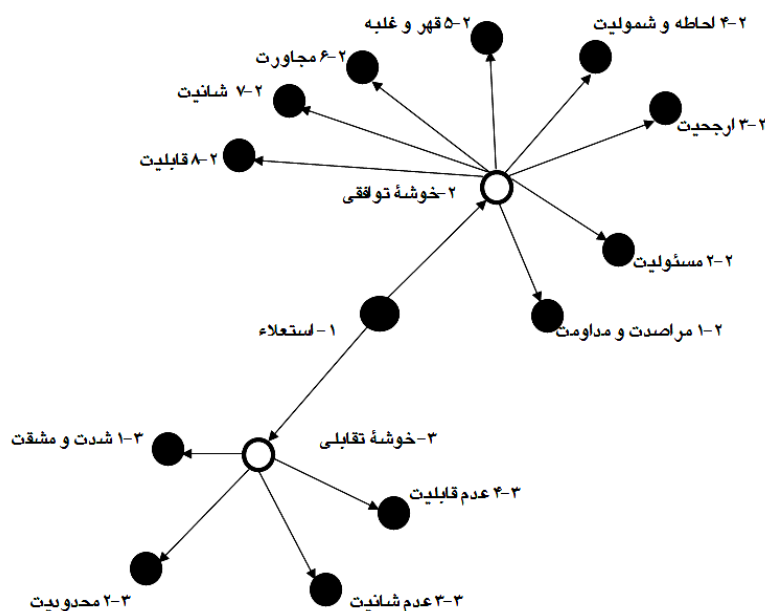 ۴-۲ احاطه و شمولیت
۵-۲ قهر و غلبه
۶-۲ مجاورت
۷-۲ شانیت
۳-۲ ارجحیت
۸-۲ قابلیت
۲-خوشهٔ توافقی
۲-۲ مسئولیت
۱-۲ مراصدت و مداومت
۱- استعلاء
۳-خوشهٔ تقابلی
۱-۳ شدت و مشقت
۴-۳ عدم قابلیت
۳-۳ عدم شانیت
۲-۳ محدودیت